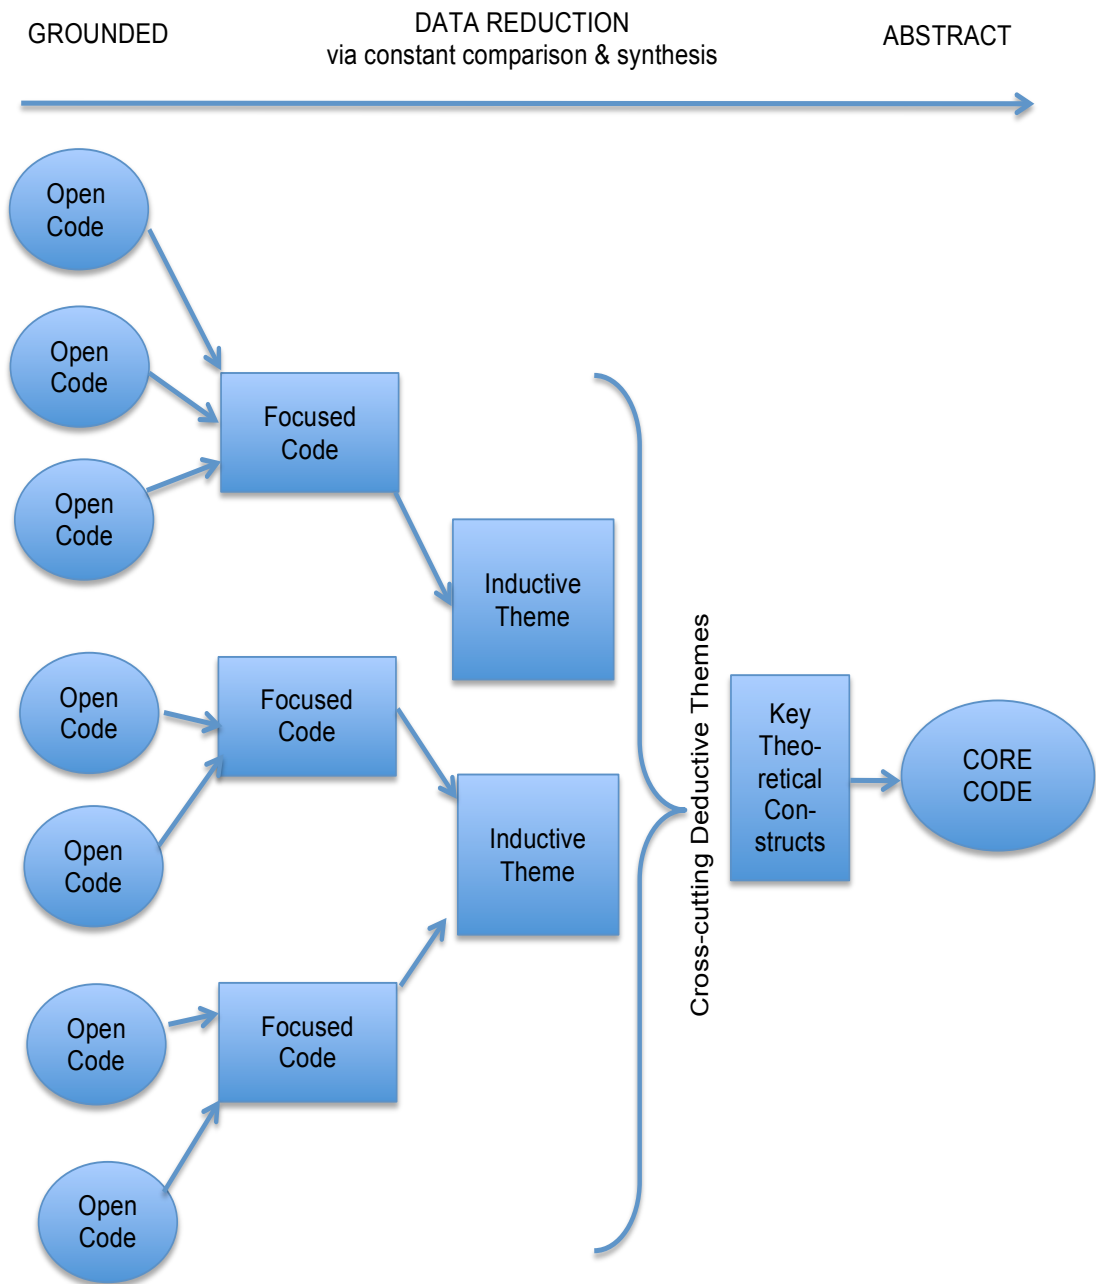 GROUNDED
DATA REDUCTION
via constant comparison & synthesis
ABSTRACT
Open
Code
Open
Code
Open
Code
Focused
Code
Inductive
Theme
Open
Code
Open
Code
Focused
Code
Inductive
Theme
Open
Code
Open
Code
Focused
Code
Cross-cutting Deductive Themes
Key
Theo-
retical
Con-
structs
CORE
CODE